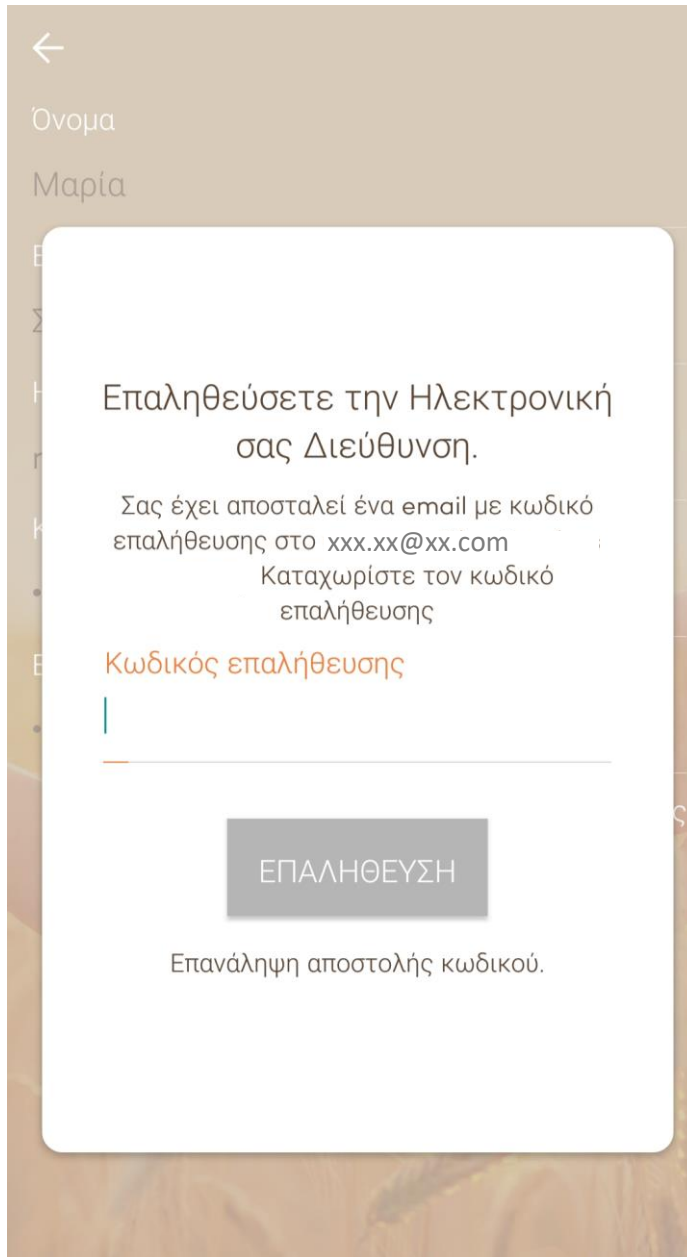 Όνομα
Μαρία
Επαληθεύσετε την Ηλεκτρονική
σας Διεύθυνση.
Σας έχει αποσταλεί ένα email με κωδικό
επαλήθευσης στο xxx.xx@xx.com
Καταχωρίστε τον κωδικό
επαλήθευσης
Κωδικός επαλήθευσης
ΕΠΑΛΗΘΕΥΣΗ
Επανάληψη αποστολής κωδικού.